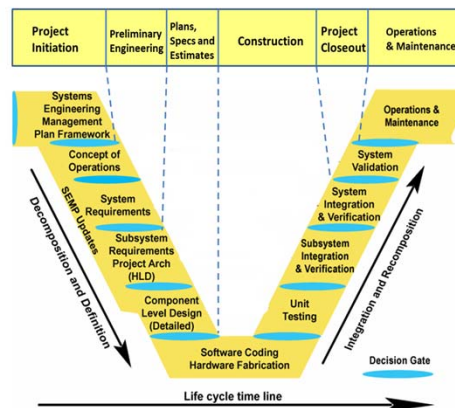 Project
Initiation
Preliminary
Engineering
Plans,
Specs and
Estimates
Construction
Project
Closeout
Operations &
Maintenance
Systems
Engineering
Management
Plan Framework
Concept of
Operations
System
Requirements
Subsystem
Requirements
Project Arch
(HLD)
Component
Level Design
(Detailed)
Software Coding
Hardware Fabrication
Unit
Testing
Subsystem
Integration
& Verification
System
Integration
& Verification
System
Validation
Operations &
Maintenance
SEMP Updates
Decomposition and Definition
Integration and Recomposition
Decision Gate
Life cycle time line